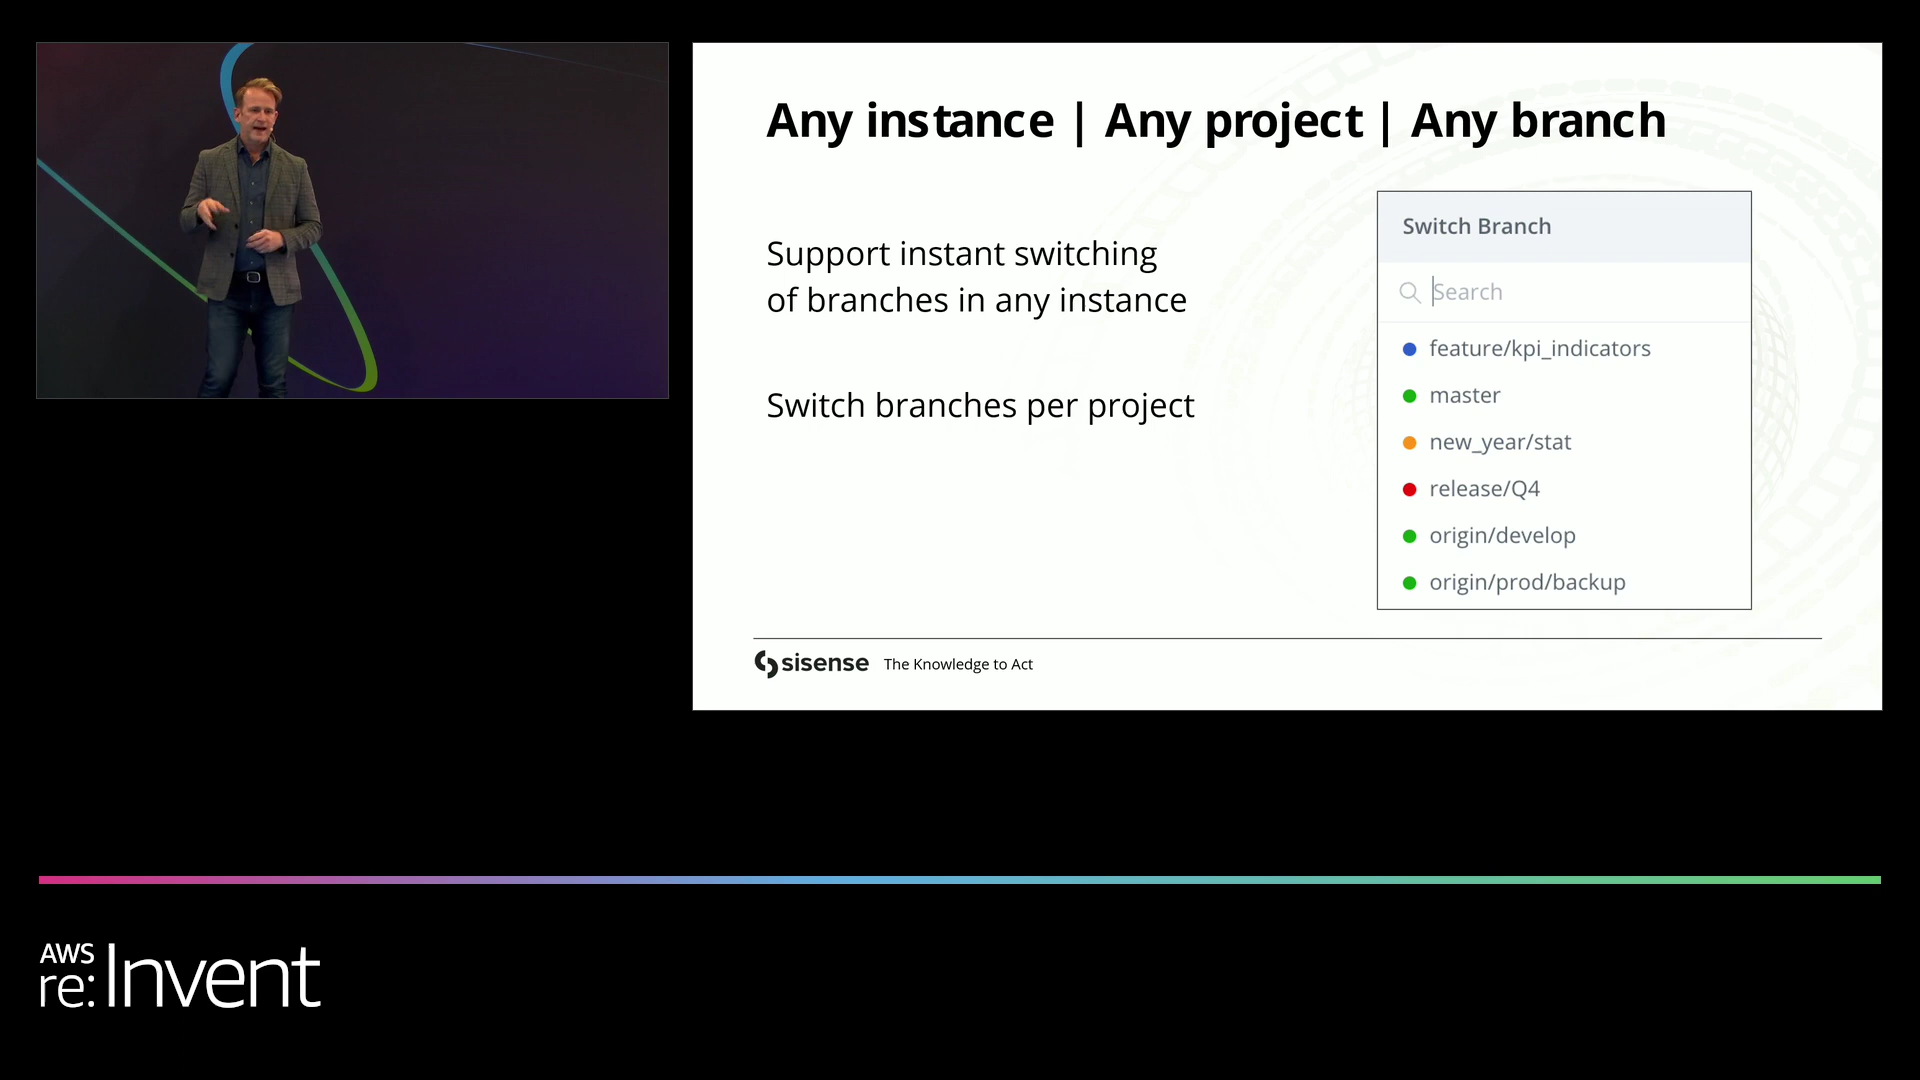 Any instance | Any project | Any branch
Support instant switching
of branches in any instance
Switch branches per project
Switch Branch
Search
feature/kpi_indicators
master
new_year/stat
release/Q4
origin/develop
origin/prod/backup
sisense The Knowledge to Act
AWS
re:Invent